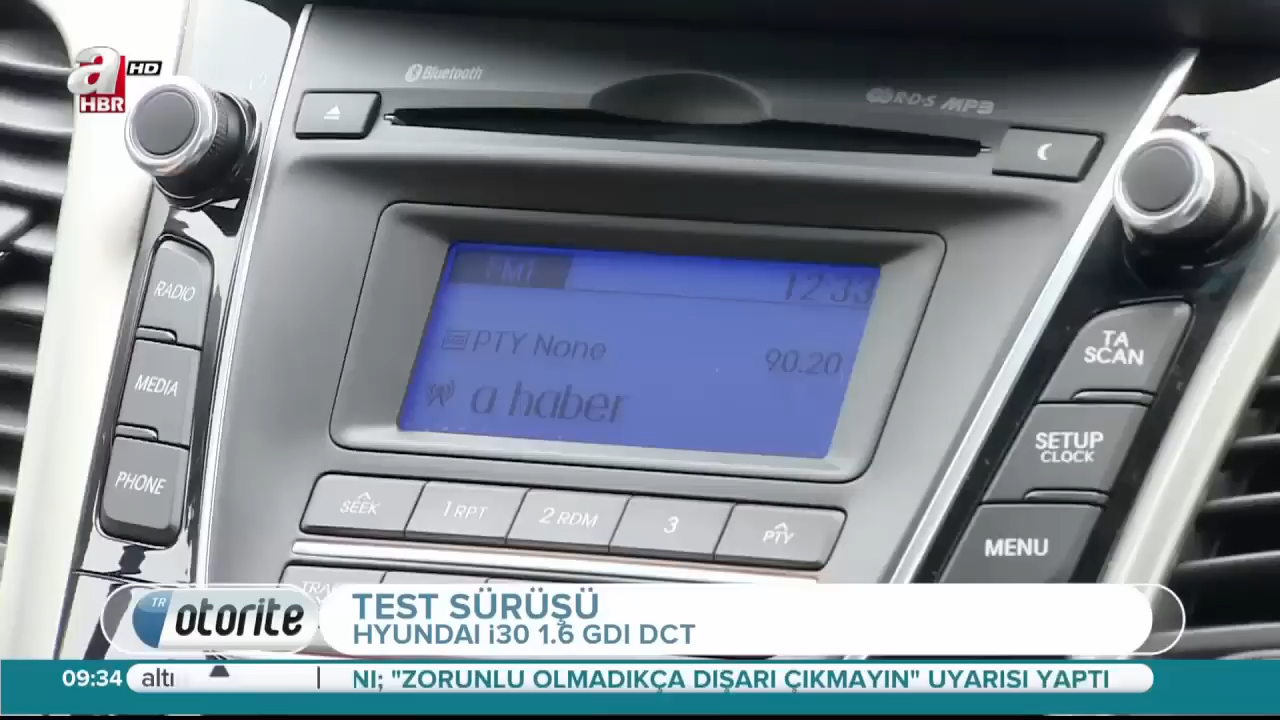 a HD
HBR
Bluetooth
R·D·S MP3
RADIO
MEDIA
PHONE
FM1
12:33
PTY None
90.20
a haber
TA
SCAN
SETUP
CLOCK
MENU
SEEK
1 RPT
2 RDM
3
PTY
TR otorite
TEST SÜRÜŞÜ
HYUNDAI i30 1.6 GDI DCT
09:34 altı NI; "ZORUNLU OLMADIKÇA DIŞARI ÇIKMAYIN" UYARISI YAPTI